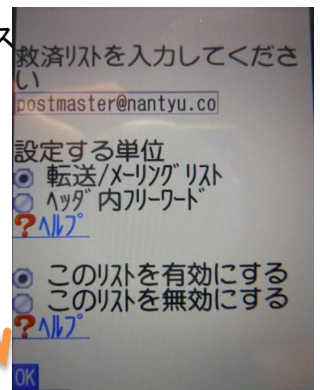 ス
救済リストを入力してくださ
い
postmaster@nantyu.co
設定する単位
転送/メーリングリスト
ヘッダ内フリーワード
?ヘルプ
このリストを有効にする
このリストを無効にする
?ヘルプ
OK